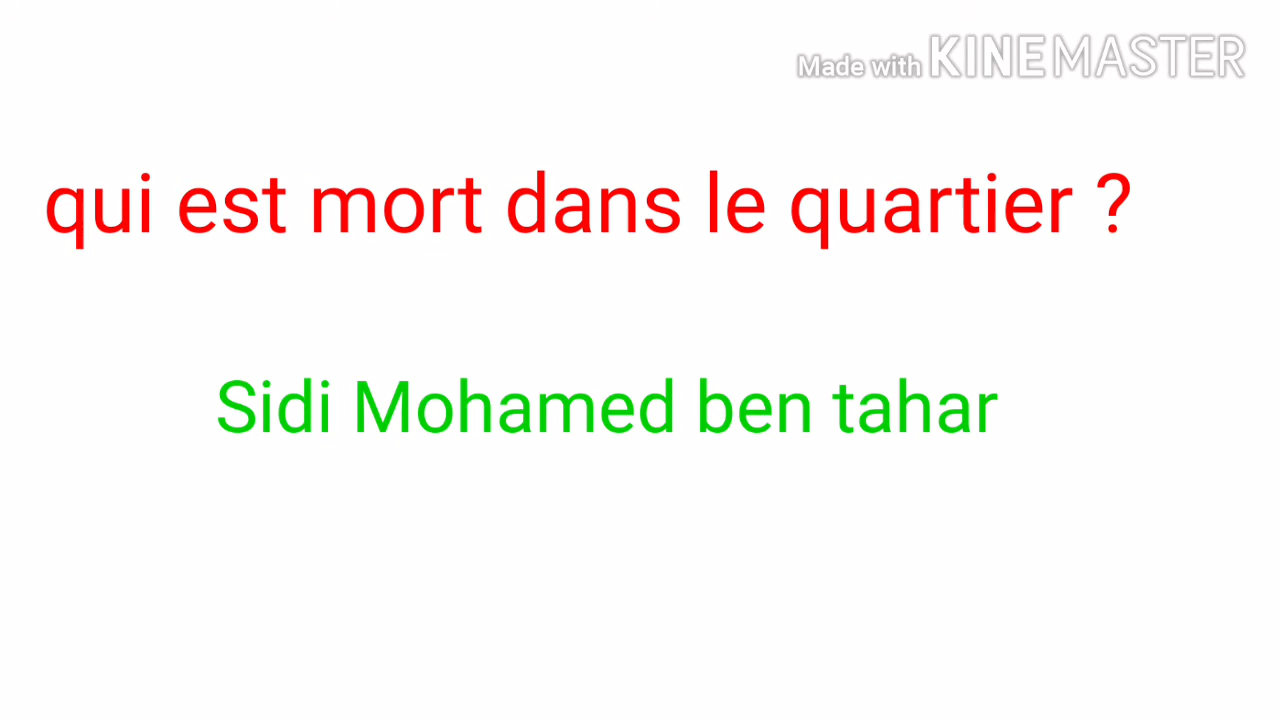 Made with KINEMASTER
qui est mort dans le quartier ?
Sidi Mohamed ben tahar